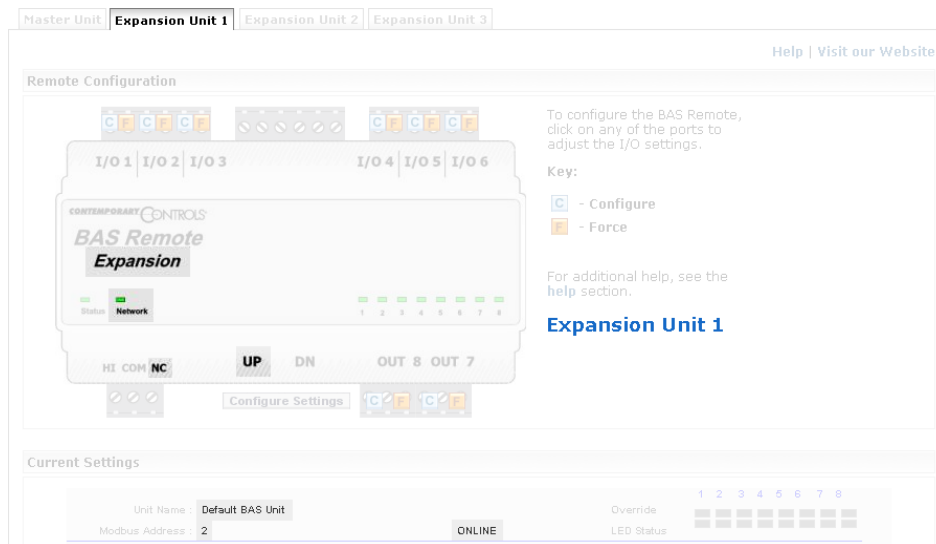 Master Unit Expansion Unit 1 Expansion Unit 2 Expansion Unit 3
Help | Visit our Website
Remote Configuration
C F C F C F C F C F C F
I/O 1 I/O 2 I/O 3 I/O 4 I/O 5 I/O 6
To configure the BAS Remote,
click on any of the ports to
adjust the I/O settings.
Key:
C - Configure
F - Force
CONTEMPORARY CONTROLS
BAS Remote
Expansion
Status Network 1 2 3 4 5 6 7 8
For additional help, see the
help section.
Expansion Unit 1
HI COM NC UP DN OUT 8 OUT 7
Configure Settings C F C F
Current Settings
1 2 3 4 5 6 7 8
Unit Name : Default BAS Unit Override
Modbus Address : 2 ONLINE LED Status